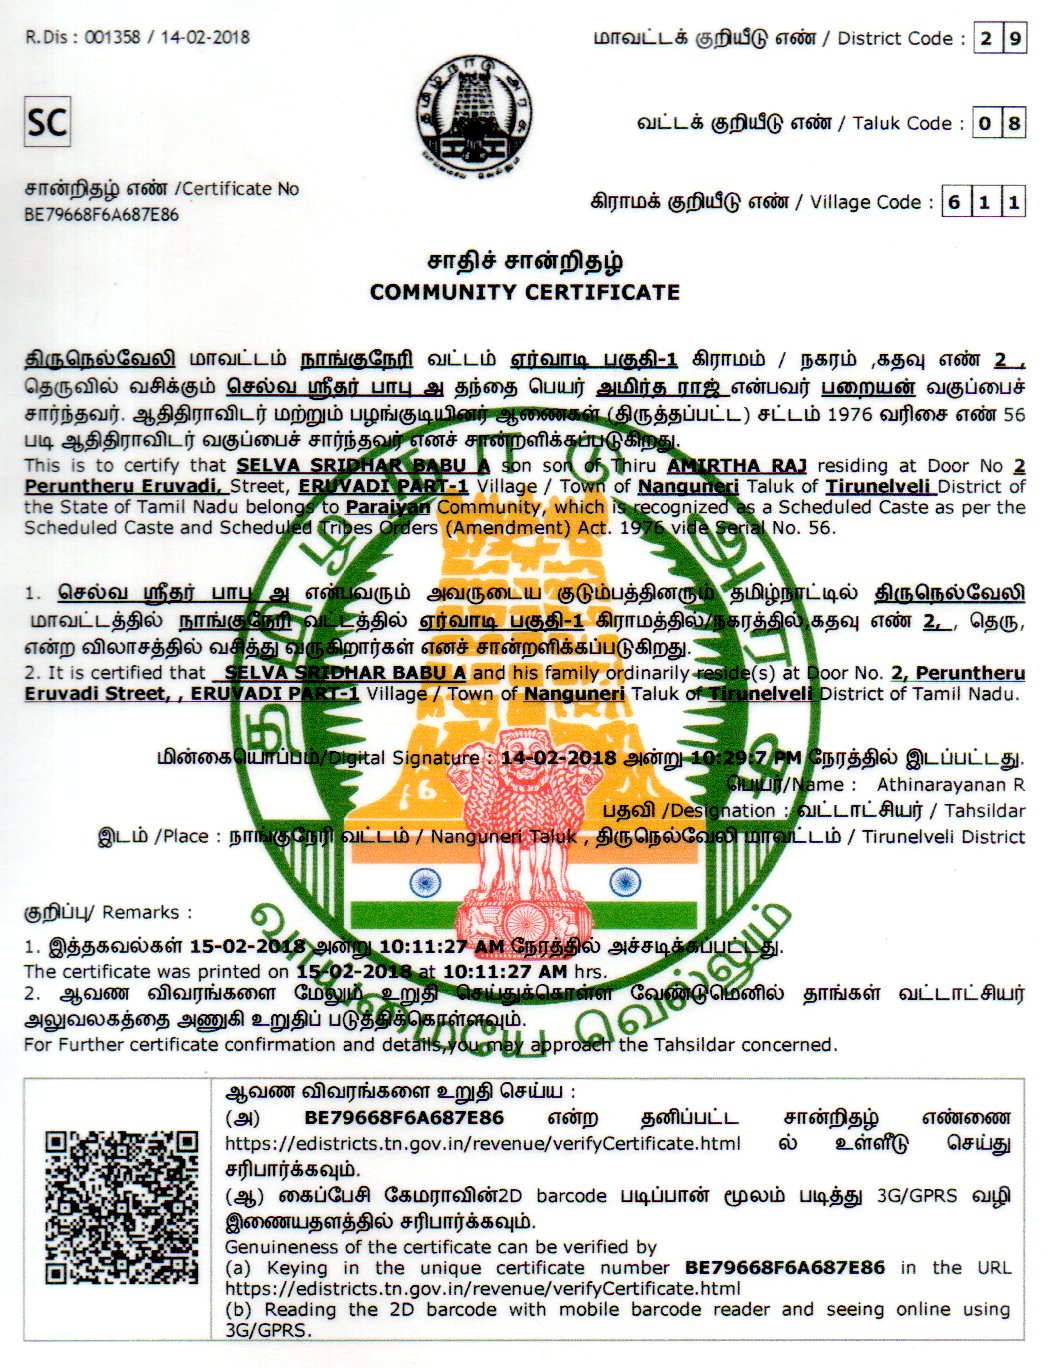 R.Dis : 001358 / 14-02-2018
மாவட்டக் குறியீடு எண் / District Code : 2 9
SC
தமிழ்நாடு அரசு
வாய்மையே வெல்லும்
வட்டக் குறியீடு எண் / Taluk Code : 0 8
சான்றிதழ் எண் /Certificate No
BE79668F6A687E86
கிராமக் குறியீடு எண் / Village Code : 6 1 1
சாதிச் சான்றிதழ்
COMMUNITY CERTIFICATE
திருநெல்வேலி மாவட்டம் நாங்குநேரி வட்டம் ஏர்வாடி பகுதி-1 கிராமம் / நகரம் ,கதவு எண் 2 ,
தெருவில் வசிக்கும் செல்வ ஸ்ரீதர் பாபு அ தந்தை பெயர் அமிர்த ராஜ் என்பவர் பறையன் வகுப்பைச்
சார்ந்தவர். ஆதிதிராவிடர் மற்றும் பழங்குடியினர் ஆணைகள் (திருத்தப்பட்ட) சட்டம் 1976 வரிசை எண் 56
படி ஆதிதிராவிடர் வகுப்பைச் சார்ந்தவர் எனச் சான்றளிக்கப்படுகிறது.
This is to certify that SELVA SRIDHAR BABU A son son of Thiru AMIRTHA RAJ residing at Door No 2
Peruntheru Eruvadi, Street, ERUVADI PART-1 Village / Town of Nanguneri Taluk of Tirunelveli District of
the State of Tamil Nadu belongs to Paraiyan Community, which is recognized as a Scheduled Caste as per the
Scheduled Caste and Scheduled Tribes Orders (Amendment) Act. 1976 vide Serial No. 56.
1. செல்வ ஸ்ரீதர் பாபு அ என்பவரும் அவருடைய குடும்பத்தினரும் தமிழ்நாட்டில் திருநெல்வேலி
மாவட்டத்தில் நாங்குநேரி வட்டத்தில் ஏர்வாடி பகுதி-1 கிராமத்தில்/நகரத்தில்,கதவு எண் 2, , தெரு,
என்ற விலாசத்தில் வசித்து வருகிறார்கள் எனச் சான்றளிக்கப்படுகிறது.
2. It is certified that SELVA SRIDHAR BABU A and his family ordinarily reside(s) at Door No. 2, Peruntheru
Eruvadi Street, , ERUVADI PART-1 Village / Town of Nanguneri Taluk of Tirunelveli District of Tamil Nadu.
மின்கையொப்பம்/Digital Signature : 14-02-2018 அன்று 10:29:7 PM நேரத்தில் இடப்பட்டது.
பெயர்/Name : Athinarayanan R
பதவி /Designation : வட்டாட்சியர் / Tahsildar
இடம் /Place : நாங்குநேரி வட்டம் / Nanguneri Taluk , திருநெல்வேலி மாவட்டம் / Tirunelveli District
தமிழ்நாடு அரசு
வாய்மையே வெல்லும்
குறிப்பு/ Remarks :
1. இத்தகவல்கள் 15-02-2018 அன்று 10:11:27 AM நேரத்தில் அச்சடிக்கப்பட்டது.
The certificate was printed on 15-02-2018 at 10:11:27 AM hrs.
2. ஆவண விவரங்களை மேலும் உறுதி செய்துக்கொள்ள வேண்டுமெனில் தாங்கள் வட்டாட்சியர்
அலுவலகத்தை அணுகி உறுதிப் படுத்திக்கொள்ளவும்.
For Further certificate confirmation and details,you may approach the Tahsildar concerned.
ஆவண விவரங்களை உறுதி செய்ய :
(அ) BE79668F6A687E86 என்ற தனிப்பட்ட சான்றிதழ் எண்ணை
https://edistricts.tn.gov.in/revenue/verifyCertificate.html ல் உள்ளீடு செய்து
சரிபார்க்கவும்.
(ஆ) கைப்பேசி கேமராவின்2D barcode படிப்பான் மூலம் படித்து 3G/GPRS வழி
இணையதளத்தில் சரிபார்க்கவும்.
Genuineness of the certificate can be verified by
(a) Keying in the unique certificate number BE79668F6A687E86 in the URL
https://edistricts.tn.gov.in/revenue/verifyCertificate.html
(b) Reading the 2D barcode with mobile barcode reader and seeing online using
3G/GPRS.